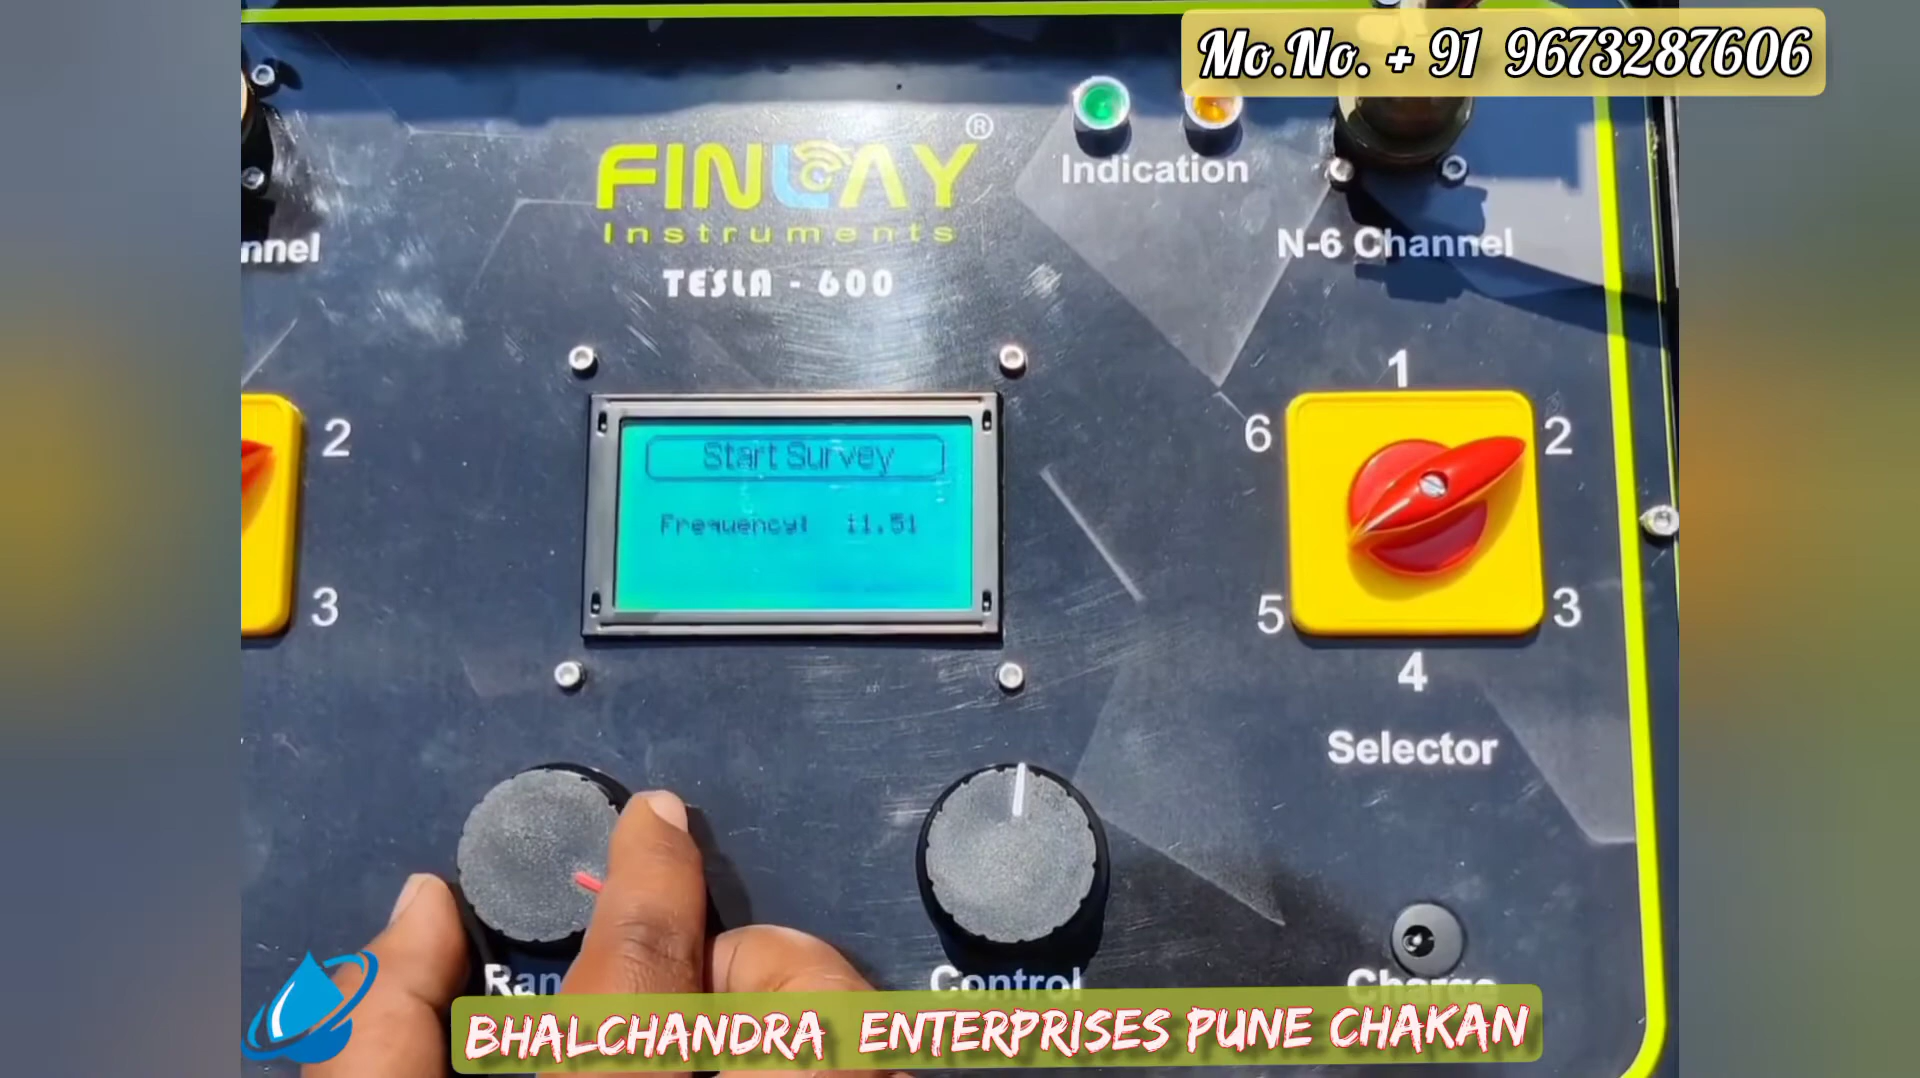 Mo.No. + 91 9673287606
Indication
FINLAY®
Instruments
TESLA - 600
nnel
N-6 Channel
1
2
3
4
5
6
2
3
Start Survey
Frequency: 11.51
Selector
Ran
Control
Charge
BHALCHANDRA ENTERPRISES PUNE CHAKAN